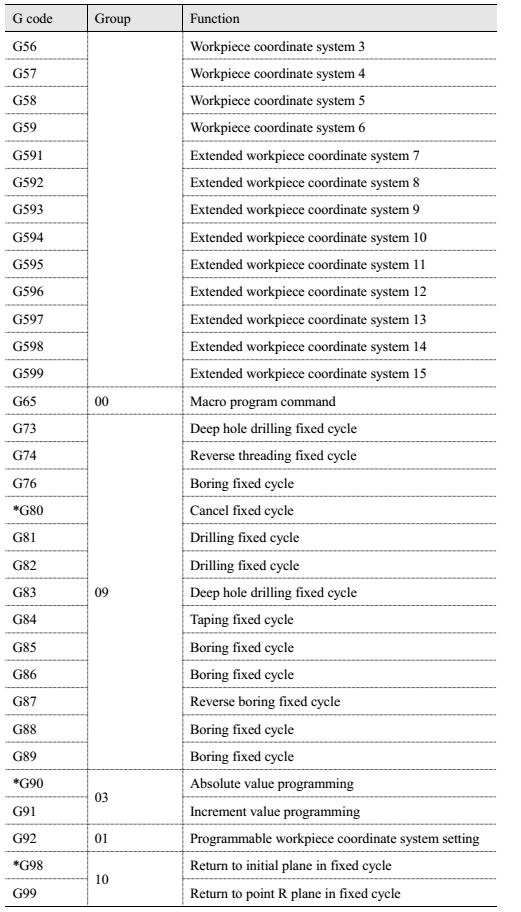 G code Group Function
G56 Workpiece coordinate system 3
G57 Workpiece coordinate system 4
G58 Workpiece coordinate system 5
G59 Workpiece coordinate system 6
G591 Extended workpiece coordinate system 7
G592 Extended workpiece coordinate system 8
G593 Extended workpiece coordinate system 9
G594 Extended workpiece coordinate system 10
G595 Extended workpiece coordinate system 11
G596 Extended workpiece coordinate system 12
G597 Extended workpiece coordinate system 13
G598 Extended workpiece coordinate system 14
G599 Extended workpiece coordinate system 15
G65 00 Macro program command
G73 Deep hole drilling fixed cycle
G74 Reverse threading fixed cycle
G76 Boring fixed cycle
*G80 Cancel fixed cycle
G81 Drilling fixed cycle
G82 Drilling fixed cycle
G83 09 Deep hole drilling fixed cycle
G84 Taping fixed cycle
G85 Boring fixed cycle
G86 Boring fixed cycle
G87 Reverse boring fixed cycle
G88 Boring fixed cycle
G89 Boring fixed cycle
*G90 Absolute value programming
03
G91 Increment value programming
G92 01 Programmable workpiece coordinate system setting
*G98 Return to initial plane in fixed cycle
10
G99 Return to point R plane in fixed cycle